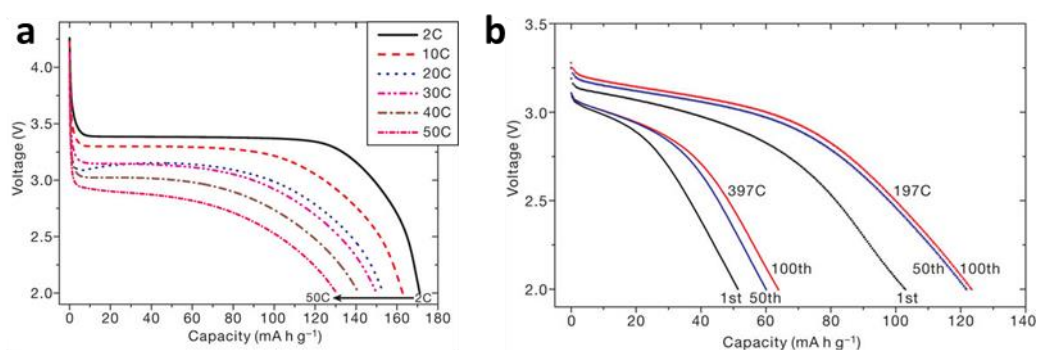 a
2C
10C
20C
30C
40C
50C
4.0
3.5
3.0
2.5
2.0
Voltage (V)
50C
2C
0 20 40 60 80 100 120 140 160 180
Capacity (mA h g⁻¹)
b
3.5
3.0
2.5
2.0
Voltage (V)
397C
197C
100th
50th
100th
1st
50th
1st
0 20 40 60 80 100 120 140
Capacity (mA h g⁻¹)